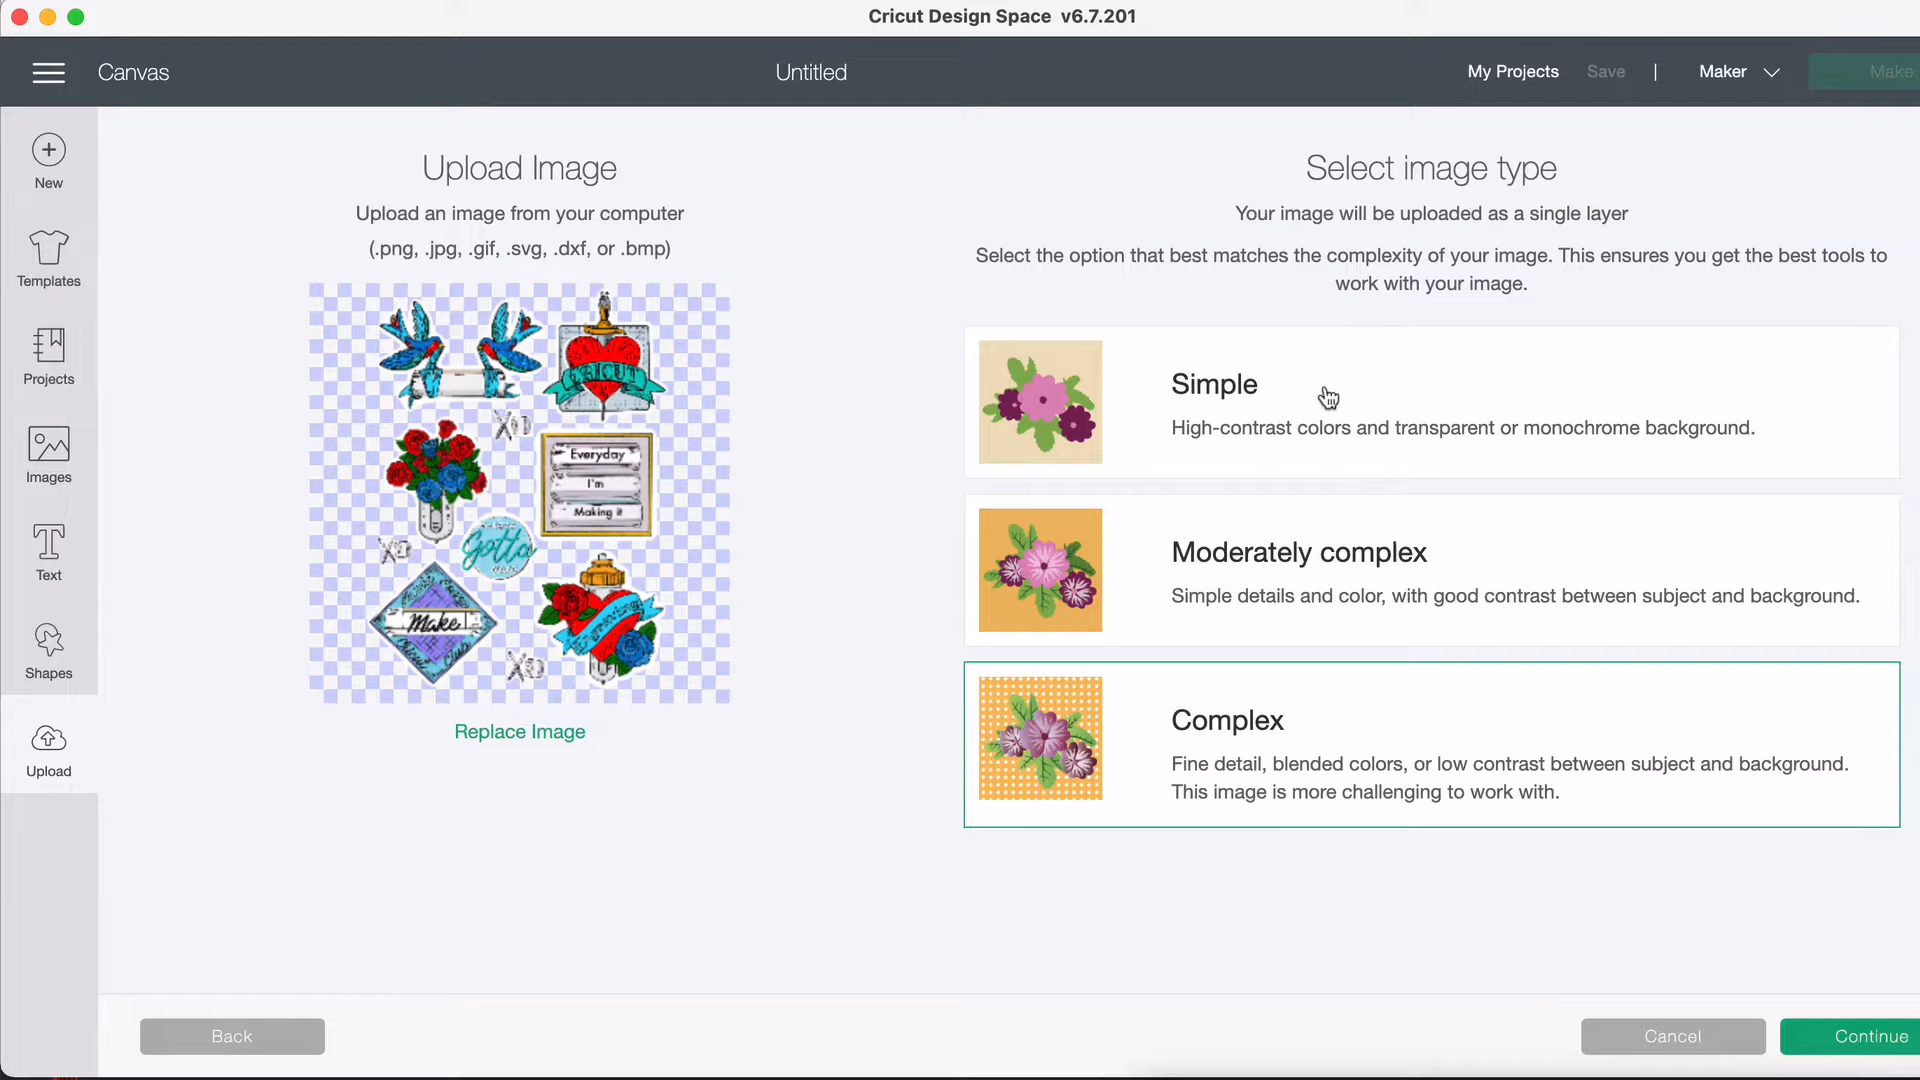 Cricut Design Space v6.7.201
Canvas
Untitled
My Projects
Save
|
Maker
Make
New
Templates
Projects
Images
Text
Shapes
Upload
Upload Image
Upload an image from your computer
(.png, .jpg, .gif, .svg, .dxf, or .bmp)
CRICUT
Everyday
I'm
Making it
Gotta
Make
Replace Image
Select image type
Your image will be uploaded as a single layer
Select the option that best matches the complexity of your image. This ensures you get the best tools to
work with your image.
Simple
High-contrast colors and transparent or monochrome background.
Moderately complex
Simple details and color, with good contrast between subject and background.
Complex
Fine detail, blended colors, or low contrast between subject and background.
This image is more challenging to work with.
Back
Cancel
Continue